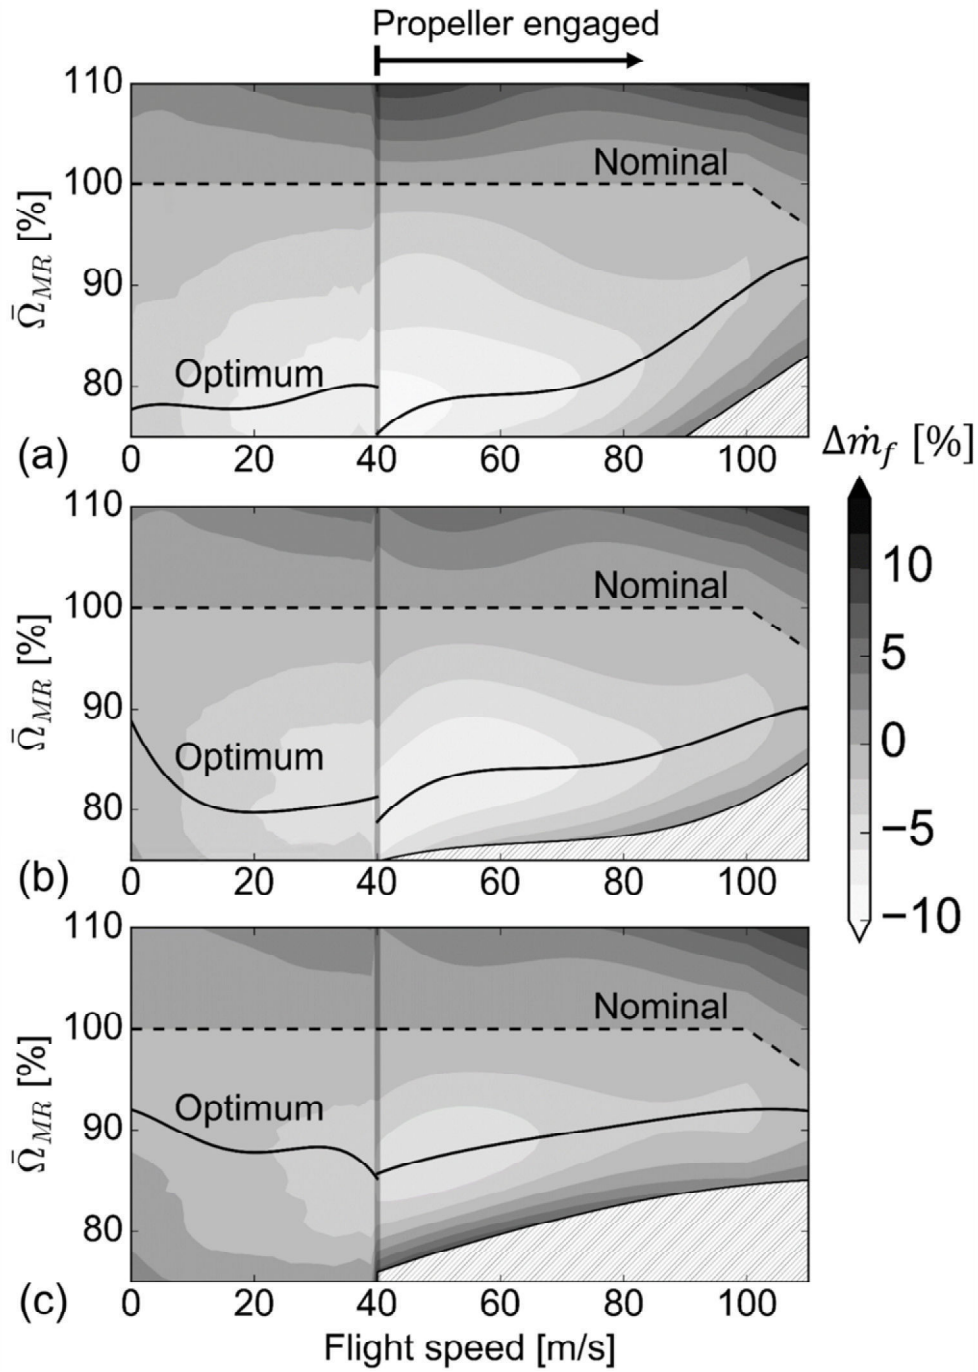 Propeller engaged
110
100
90
80
Ω̄_MR [%]
Nominal
Optimum
(a)
0 20 40 60 80 100
Δṁ_f [%]
10
5
0
−5
−10
110
100
90
80
Ω̄_MR [%]
Nominal
Optimum
(b)
0 20 40 60 80 100
110
100
90
80
Ω̄_MR [%]
Nominal
Optimum
(c)
0 20 40 60 80 100
Flight speed [m/s]